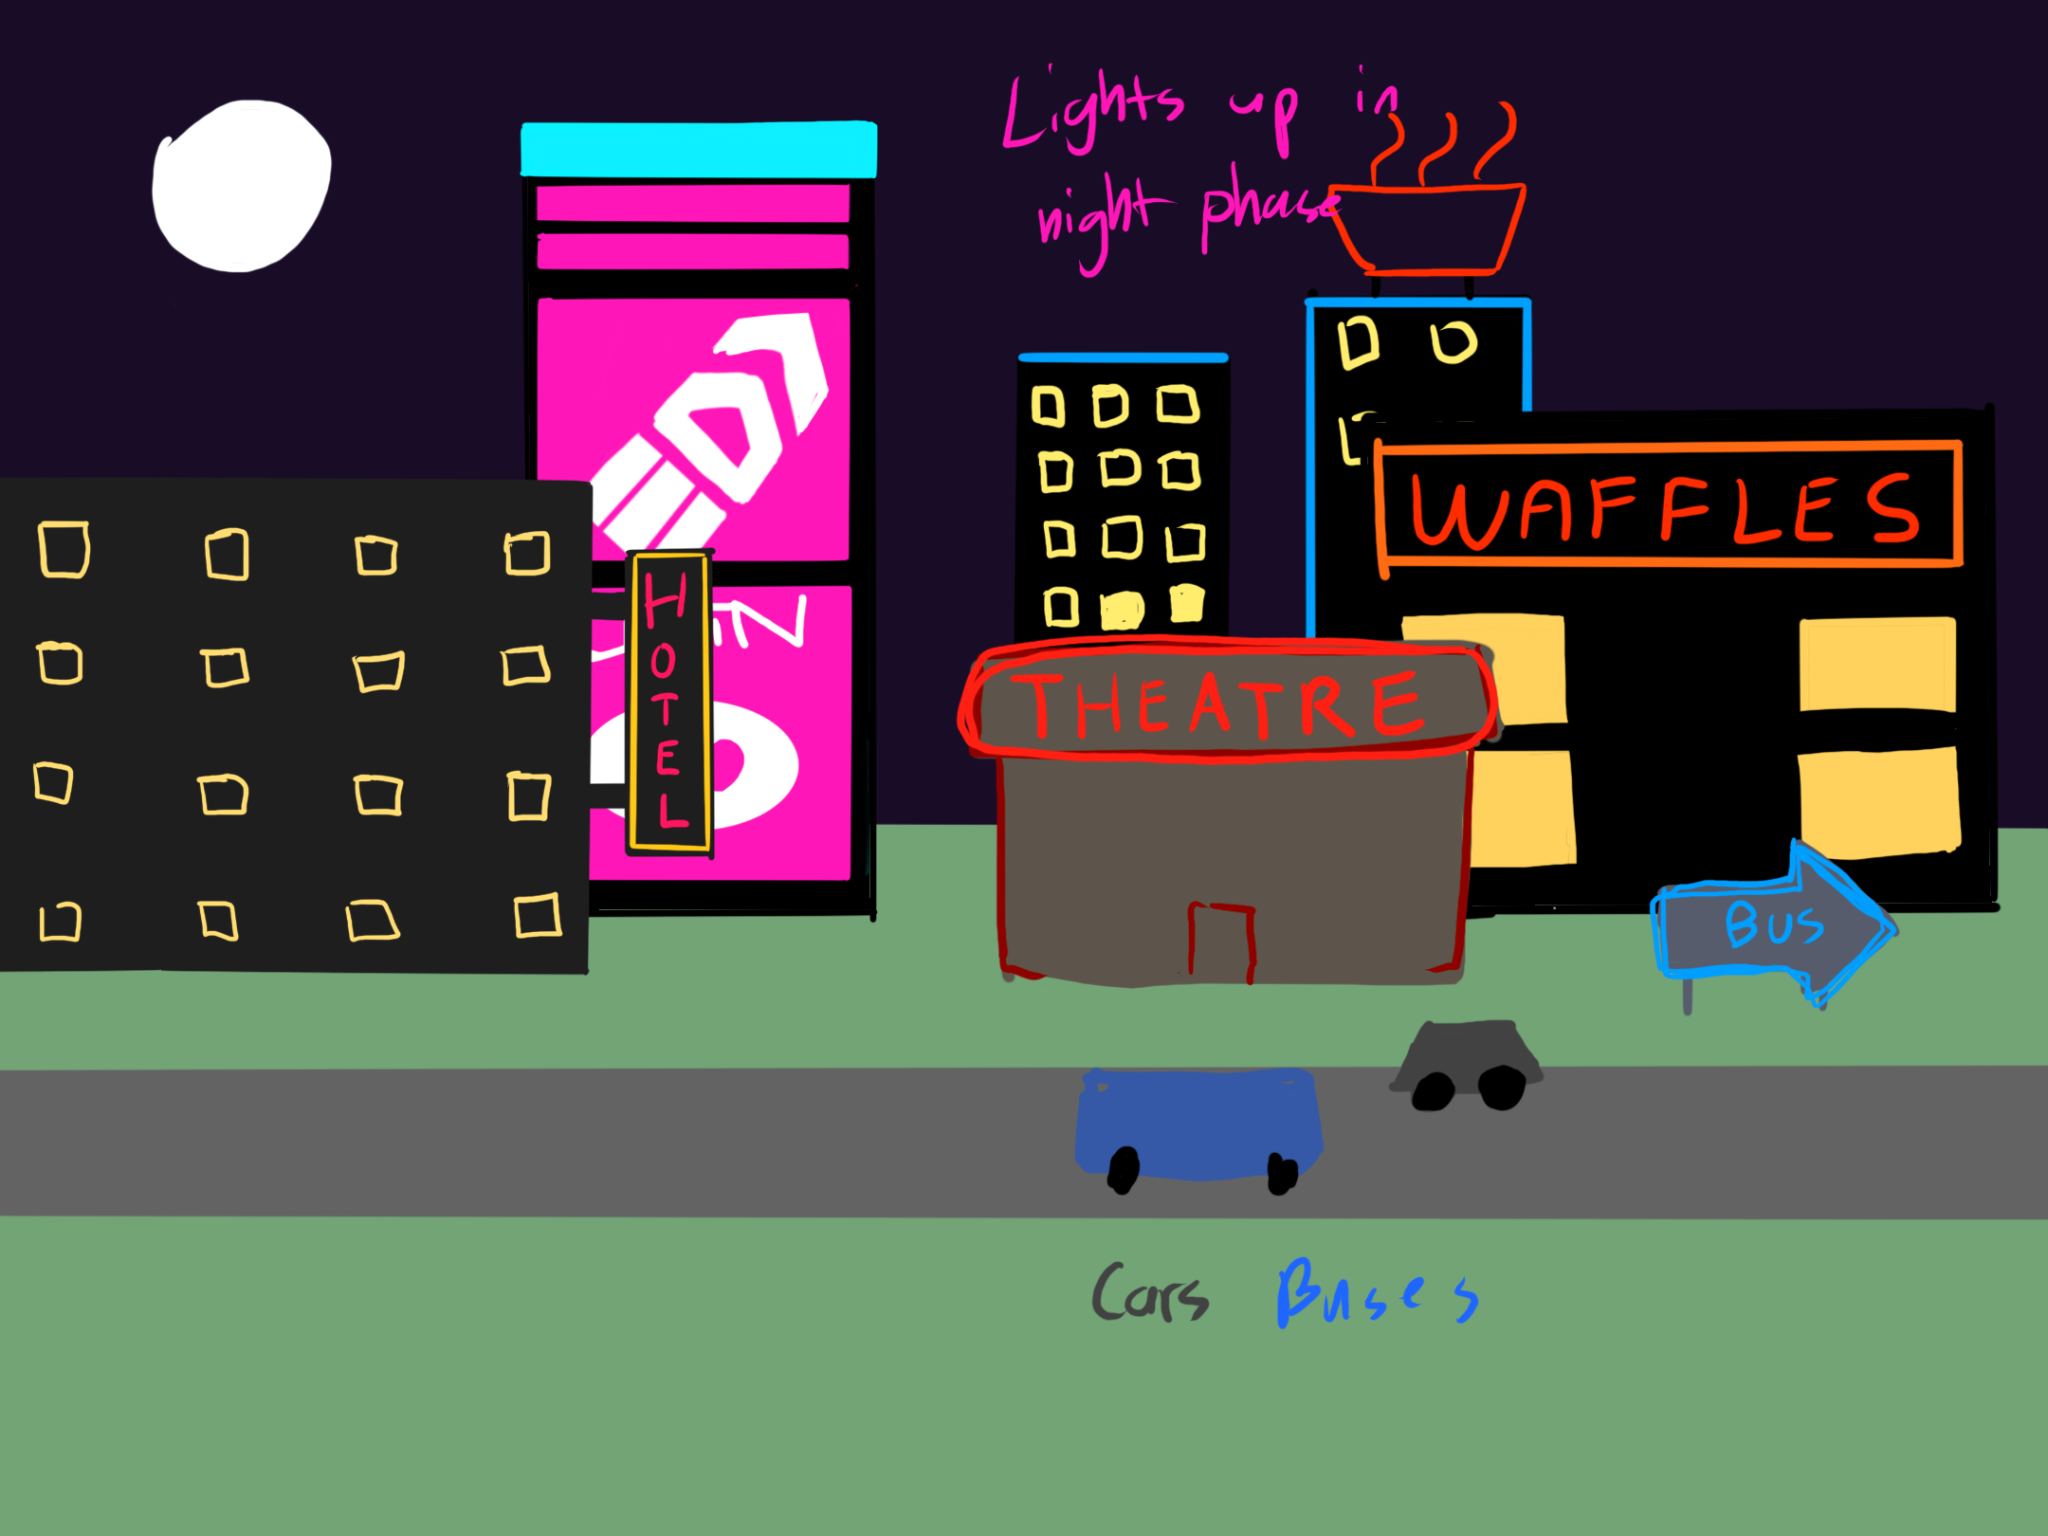 Lights up in
night phase
WAFFLES
HOTEL
THEATRE
BUS
Cars Buses